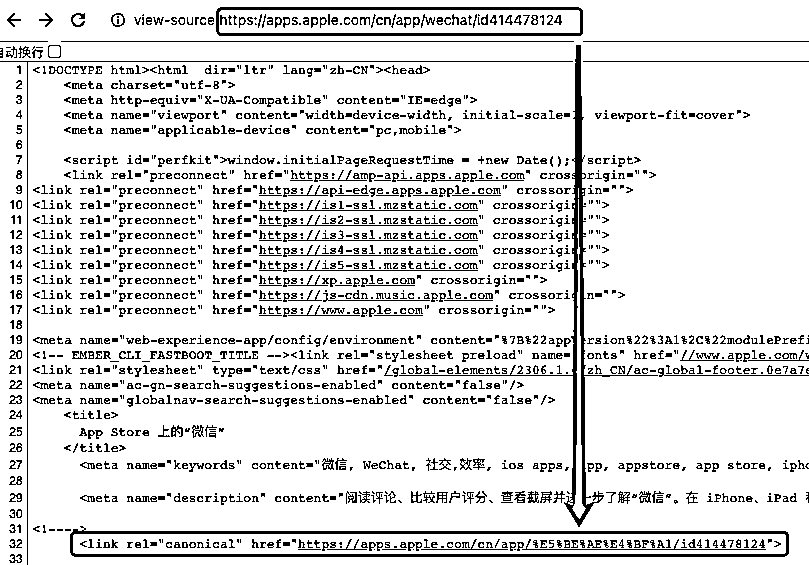 view-source https://apps.apple.com/cn/app/wechat/id414478124
自动换行
1 <!DOCTYPE html><html  dir="ltr" lang="zh-CN"><head>
2 <meta charset="utf-8">
3 <meta http-equiv="X-UA-Compatible" content="IE=edge">
4 <meta name="viewport" content="width=device-width, initial-scale=1, viewport-fit=cover">
5 <meta name="applicable-device" content="pc,mobile">
6
7 <script id="perfkit">window.initialPageRequestTime = +new Date();</script>
8 <link rel="preconnect" href="https://amp-api.apps.apple.com" crossorigin="">
9 <link rel="preconnect" href="https://api-edge.apps.apple.com" crossorigin="">
10 <link rel="preconnect" href="https://is1-ssl.mzstatic.com" crossorigin="">
11 <link rel="preconnect" href="https://is2-ssl.mzstatic.com" crossorigin="">
12 <link rel="preconnect" href="https://is3-ssl.mzstatic.com" crossorigin="">
13 <link rel="preconnect" href="https://is4-ssl.mzstatic.com" crossorigin="">
14 <link rel="preconnect" href="https://is5-ssl.mzstatic.com" crossorigin="">
15 <link rel="preconnect" href="https://xp.apple.com" crossorigin="">
16 <link rel="preconnect" href="https://js-cdn.music.apple.com" crossorigin="">
17 <link rel="preconnect" href="https://www.apple.com" crossorigin="">
18
19 <meta name="web-experience-app/config/environment" content="%7B%22appVersion%22%3A1%2C%22modulePrefi
20 <!-- EMBER_CLI_FASTBOOT_TITLE --><link rel="stylesheet preload" name="fonts" href="//www.apple.com/w
21 <link rel="stylesheet" type="text/css" href="/global-elements/2306.1. /zh_CN/ac-global-footer.0e7a7e
22 <meta name="ac-gn-search-suggestions-enabled" content="false"/>
23 <meta name="globalnav-search-suggestions-enabled" content="false"/>
24 <title>
25 App Store 上的“微信”
26 </title>
27 <meta name="keywords" content="微信, WeChat, 社交,效率, ios apps, app, appstore, app store, iph
28
29 <meta name="description" content="阅读评论、比较用户评分、查看截屏并进一步了解“微信”。在 iPhone、iPad
30
31 <!---->
32 <link rel="canonical" href="https://apps.apple.com/cn/app/%E5%BE%AE%E4%BF%A1/id414478124">
33